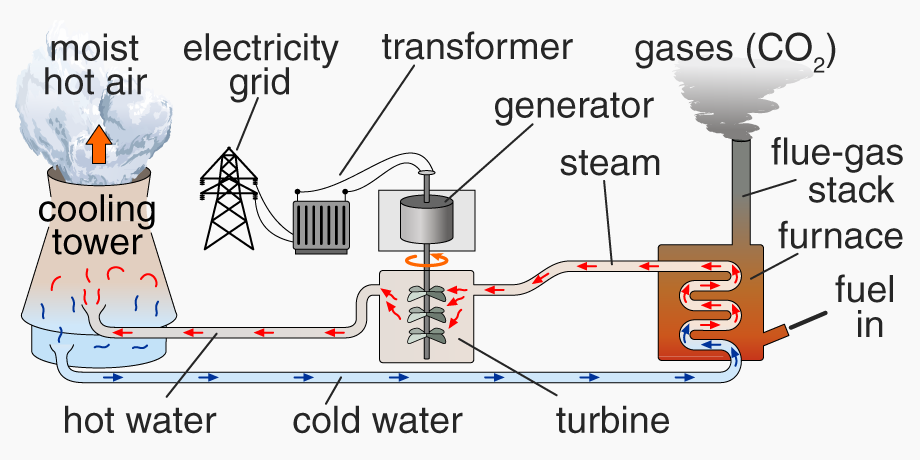 moist
hot air
electricity
grid
transformer
gases (CO₂)
generator
steam
flue-gas
stack
cooling
tower
furnace
fuel
in
hot water
cold water
turbine